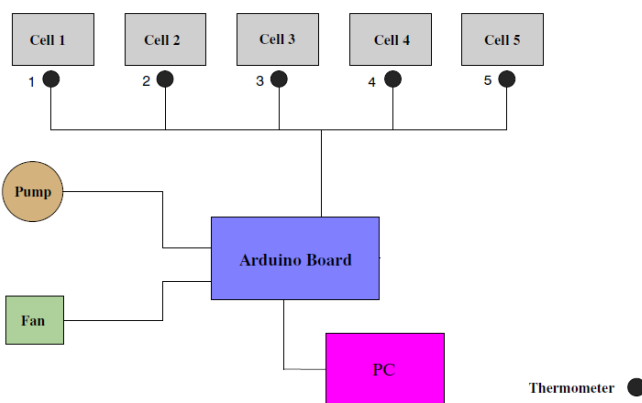 Cell 1
Cell 2
Cell 3
Cell 4
Cell 5
1
2
3
4
5
Pump
Arduino Board
Fan
PC
Thermometer